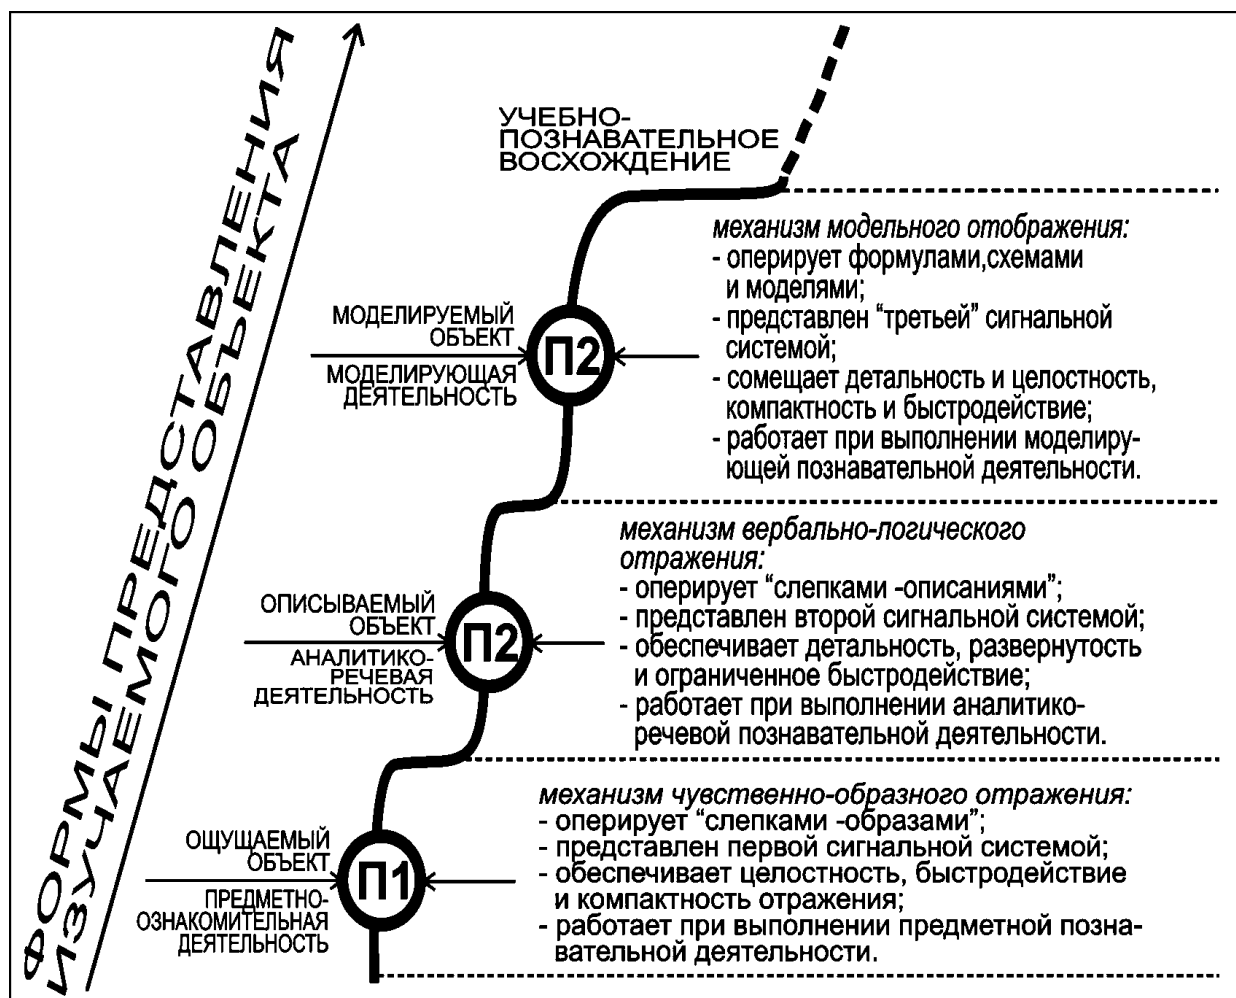 ФОРМЫ ПРЕДСТАВЛЕНИЯ
ИЗУЧАЕМОГО ОБЪЕКТА
УЧЕБНО-
ПОЗНАВАТЕЛЬНОЕ
ВОСХОЖДЕНИЕ
МОДЕЛИРУЕМЫЙ
ОБЪЕКТ
МОДЕЛИРУЮЩАЯ
ДЕЯТЕЛЬНОСТЬ
П2
механизм модельного отображения:
- оперирует формулами,схемами
и моделями;
- представлен “третьей” сигнальной
системой;
- сомещает детальность и целостность,
компактность и быстродействие;
- работает при выполнении моделиру-
ющей познавательной деятельности.
ОПИСЫВАЕМЫЙ
ОБЪЕКТ
АНАЛИТИКО-
РЕЧЕВАЯ
ДЕЯТЕЛЬНОСТЬ
П2
механизм вербально-логического
отражения:
- оперирует “слепками -описаниями”;
- представлен второй сигнальной системой;
- обеспечивает детальность, развернутость
и ограниченное быстродействие;
- работает при выполнении аналитико-
речевой познавательной деятельности.
ОЩУЩАЕМЫЙ
ОБЪЕКТ
ПРЕДМЕТНО-
ОЗНАКОМИТЕЛЬНАЯ
ДЕЯТЕЛЬНОСТЬ
П1
механизм чувственно-образного отражения:
- оперирует “слепками -образами”;
- представлен первой сигнальной системой;
- обеспечивает целостность, быстродействие
и компактность отражения;
- работает при выполнении предметной позна-
вательной деятельности.